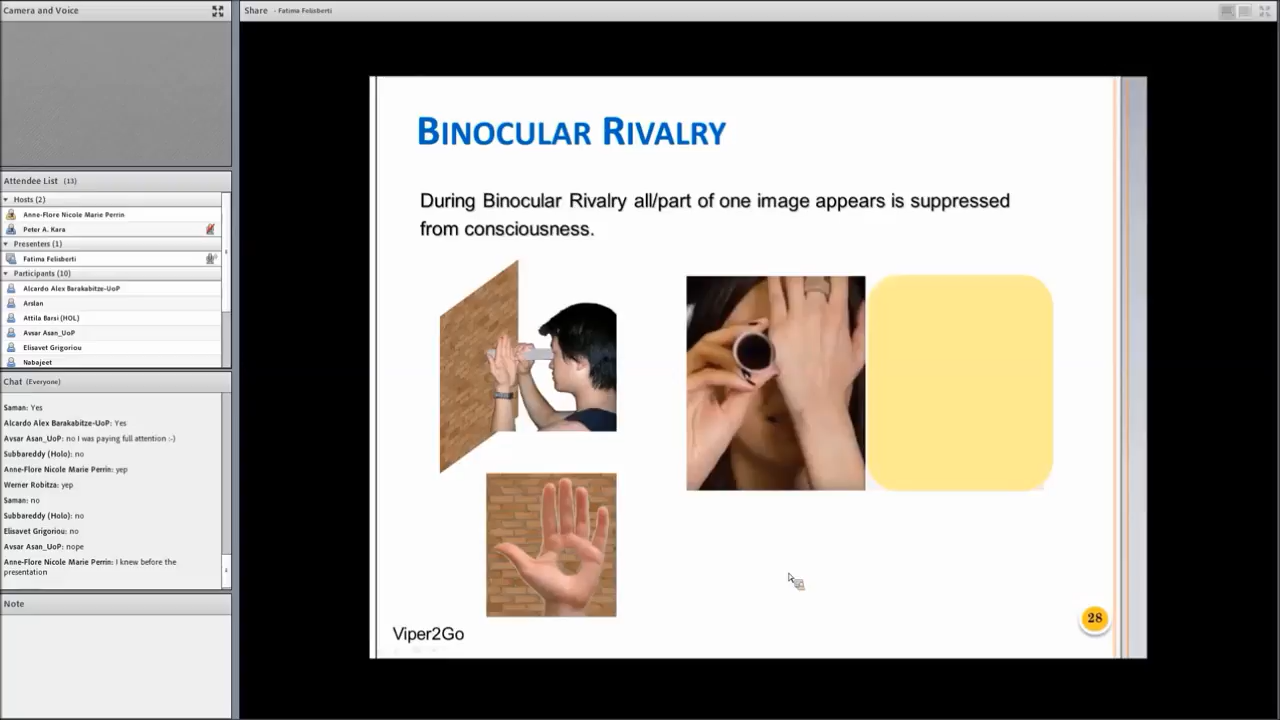 Camera and Voice
Share - Fatima Felisberti
Attendee List (13)
Hosts (2)
Anne-Flore Nicole Marie Perrin
Peter A. Kara
Presenters (1)
Fatima Felisberti
Participants (10)
Alcardo Alex Barakabitze-UoP
Arslan
Attila Barsi (HOL)
Avsar Asan_UoP
Elisavet Grigoriou
Nabajeet
Chat (Everyone)
Saman: Yes
Alcardo Alex Barakabitze-UoP: Yes
Avsar Asan_UoP: no I was paying full attention :-)
Subbareddy (Holo): no
Anne-Flore Nicole Marie Perrin: yep
Werner Robitza: yep
Saman: no
Subbareddy (Holo): no
Elisavet Grigoriou: no
Avsar Asan_UoP: nope
Anne-Flore Nicole Marie Perrin: I knew before the
presentation
Note
BINOCULAR RIVALRY
During Binocular Rivalry all/part of one image appears is suppressed
from consciousness.
Viper2Go
28